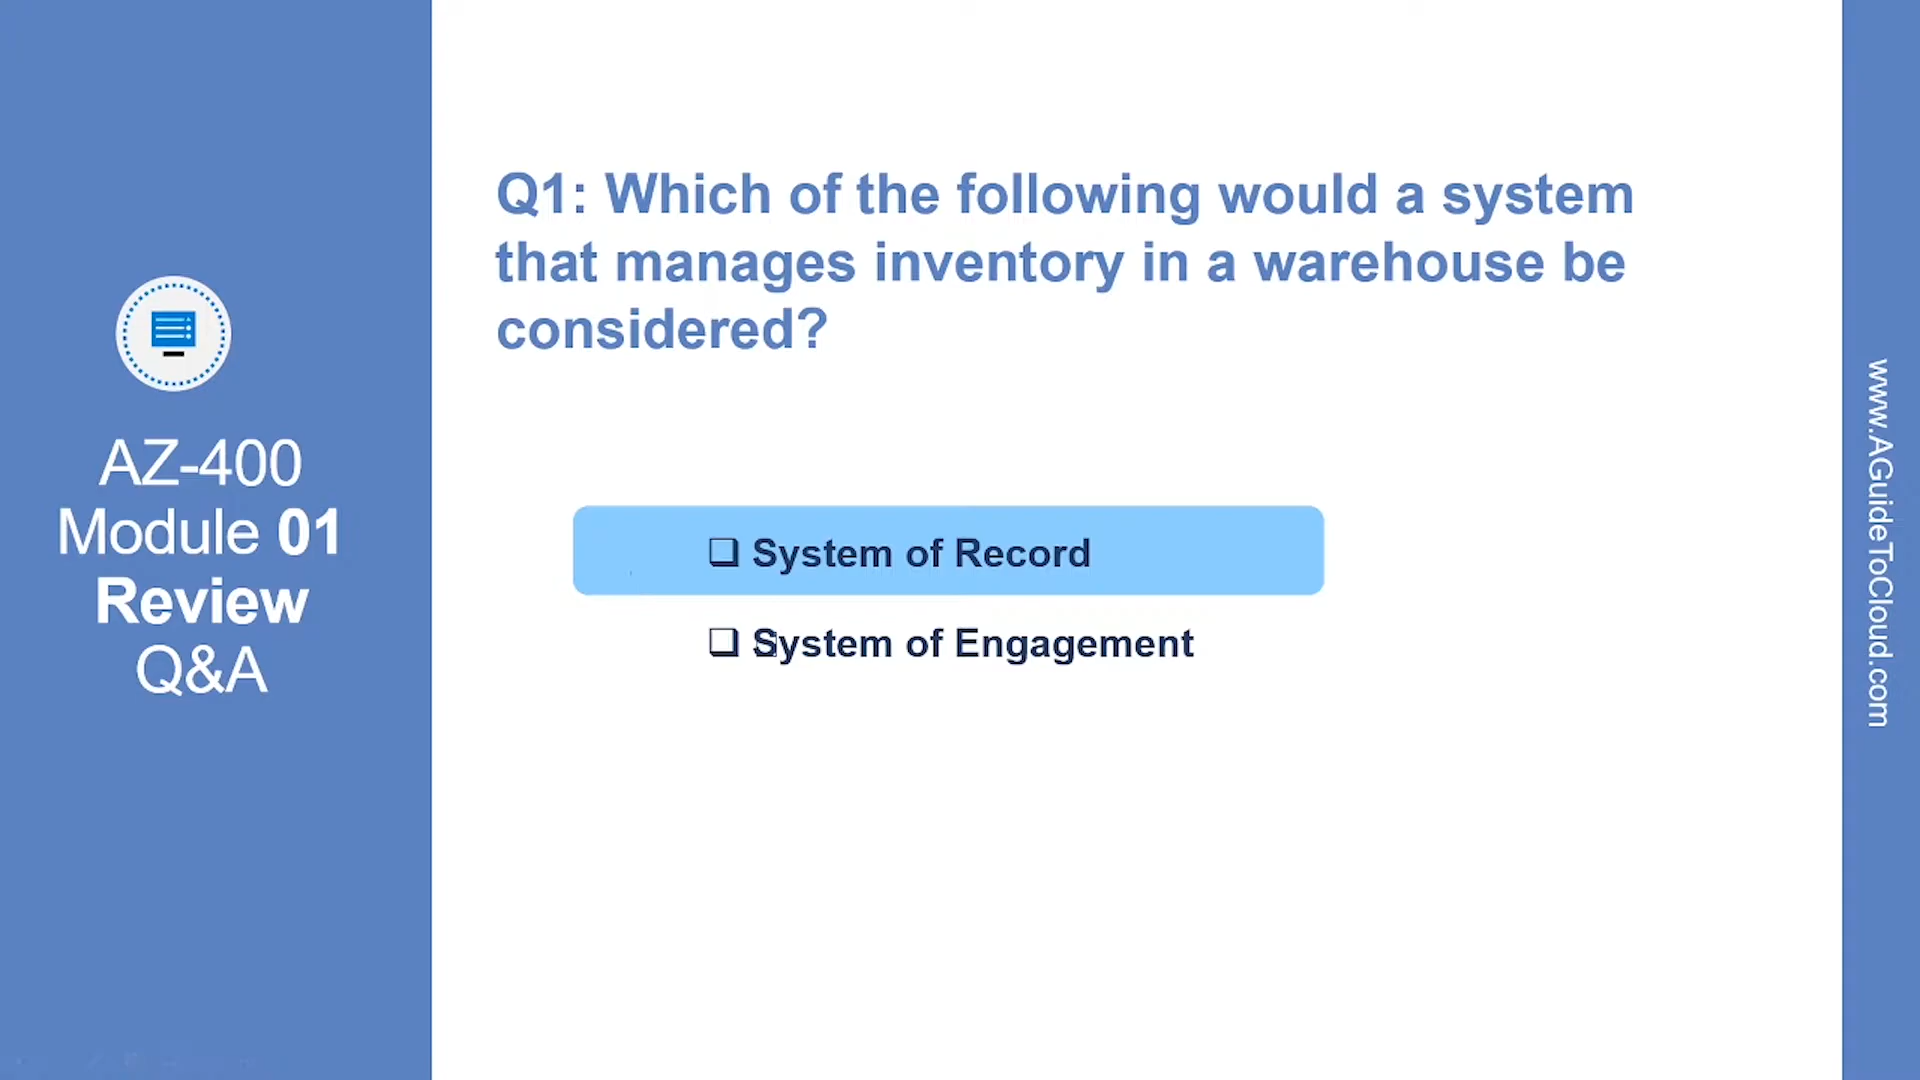 AZ-400
Module 01
Review
Q&A
Q1: Which of the following would a system
that manages inventory in a warehouse be
considered?
❑ System of Record
❑ System of Engagement
www.AGuideToCloud.com